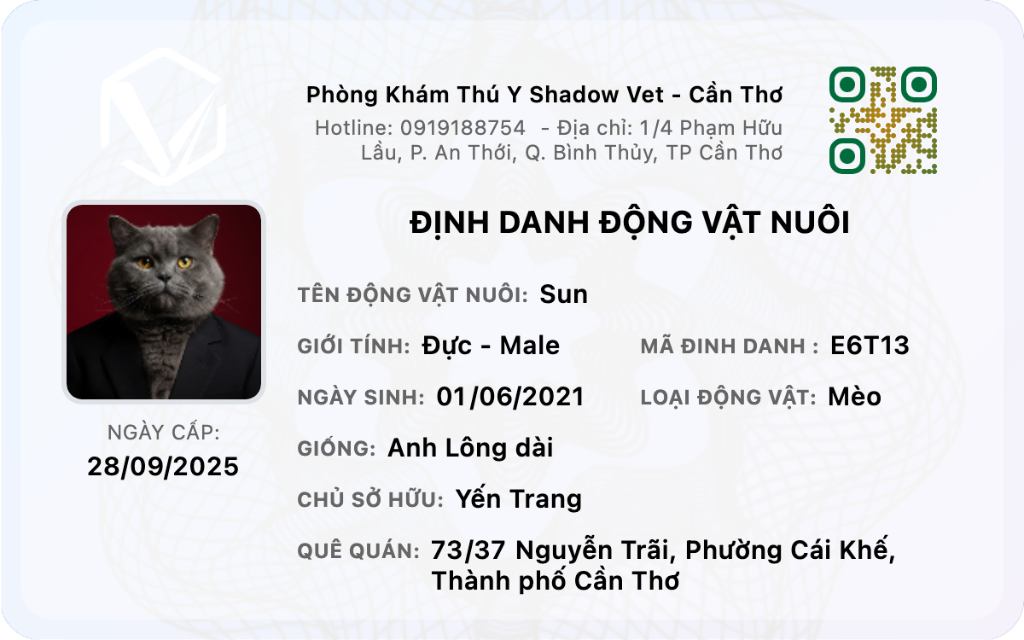 Phòng Khám Thú Y Shadow Vet - Cần Thơ
Hotline: 0919188754 - Địa chỉ: 1/4 Phạm Hữu
Lầu, P. An Thới, Q. Bình Thủy, TP Cần Thơ
ĐỊNH DANH ĐỘNG VẬT NUÔI
TÊN ĐỘNG VẬT NUÔI: Sun
GIỚI TÍNH: Đực - Male
MÃ ĐINH DANH : E6T13
NGÀY SINH: 01/06/2021
LOẠI ĐỘNG VẬT: Mèo
GIỐNG: Anh Lông dài
CHỦ SỞ HỮU: Yến Trang
QUÊ QUÁN: 73/37 Nguyễn Trãi, Phường Cái Khế,
Thành phố Cần Thơ
NGÀY CẤP:
28/09/2025